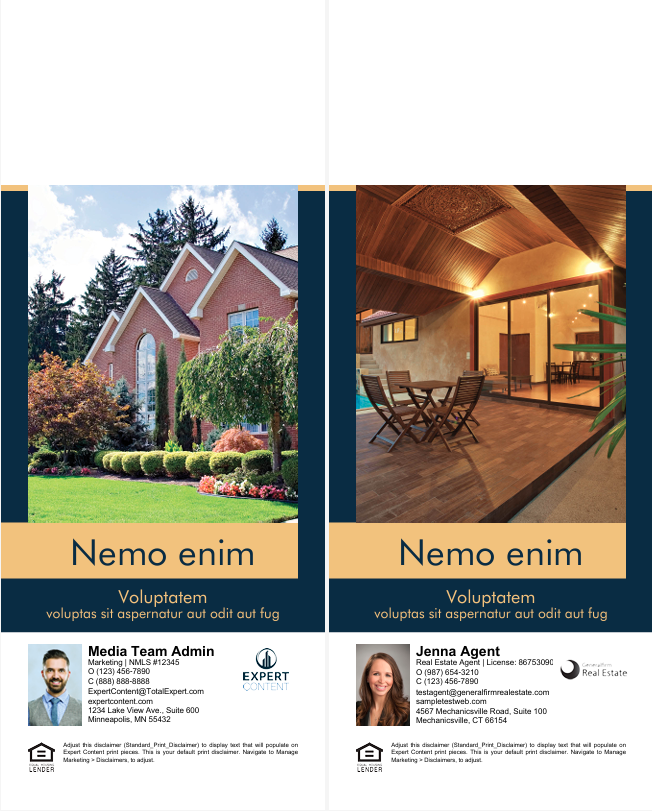 Nemo enim
Voluptatem
voluptas sit aspernatur aut odit aut fug
Media Team Admin
Marketing | NMLS #12345
O (123) 456-7890
C (888) 888-8888
ExpertContent@TotalExpert.com
expertcontent.com
1234 Lake View Ave., Suite 600
Minneapolis, MN 55432
EXPERT
CONTENT
LENDER
Adjust this disclaimer (Standard_Print_Disclaimer) to display text that will populate on
Expert Content print pieces. This is your default print disclaimer. Navigate to Manage
Marketing > Disclaimers, to adjust.
Nemo enim
Voluptatem
voluptas sit aspernatur aut odit aut fug
Jenna Agent
Real Estate Agent | License: 86753090
O (987) 654-3210
C (123) 456-7890
testagent@generalfirmrealestate.com
sampletestweb.com
4567 Mechanicsville Road, Suite 100
Mechanicsville, CT 66154
Real Estate
LENDER
Adjust this disclaimer (Standard_Print_Disclaimer) to display text that will populate on
Expert Content print pieces. This is your default print disclaimer. Navigate to Manage
Marketing > Disclaimers, to adjust.